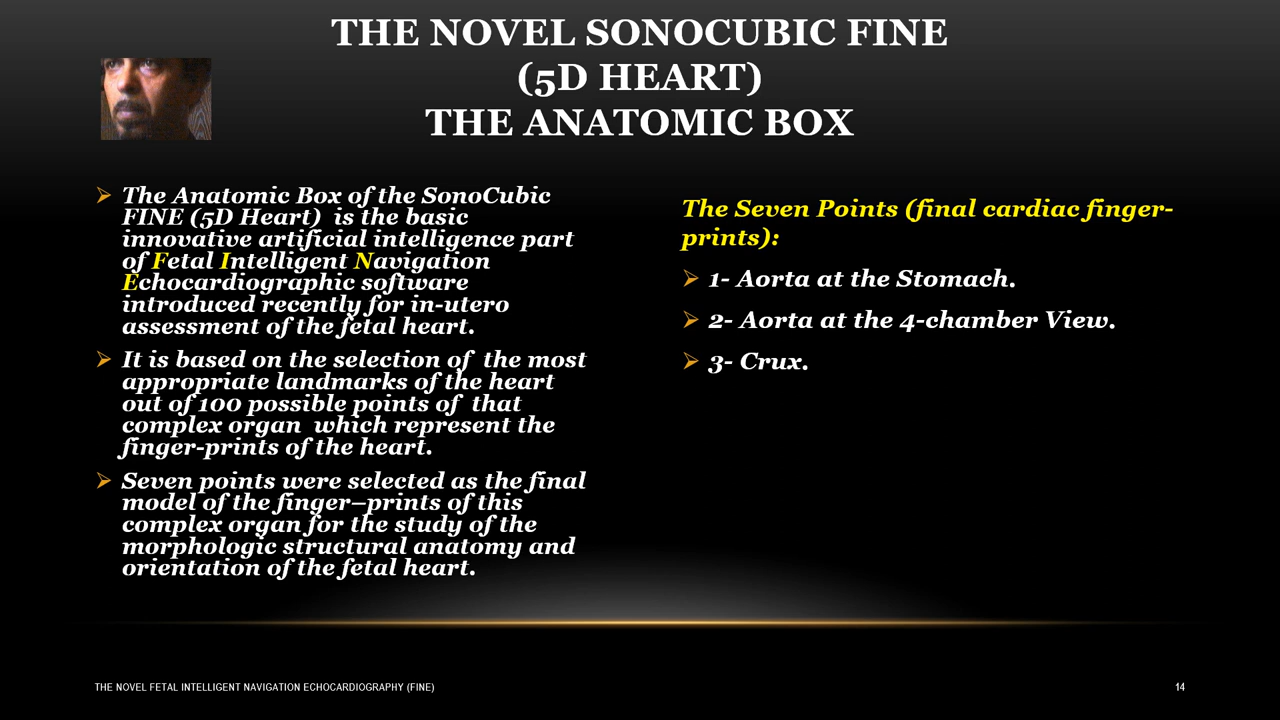 THE NOVEL SONOCUBIC FINE
(5D HEART)
THE ANATOMIC BOX
➢ The Anatomic Box of the SonoCubic
FINE (5D Heart) is the basic
innovative artificial intelligence part
of Fetal Intelligent Navigation
Echocardiographic software
introduced recently for in-utero
assessment of the fetal heart.
➢ It is based on the selection of the most
appropriate landmarks of the heart
out of 100 possible points of that
complex organ which represent the
finger-prints of the heart.
➢ Seven points were selected as the final
model of the finger–prints of this
complex organ for the study of the
morphologic structural anatomy and
orientation of the fetal heart.
The Seven Points (final cardiac finger-
prints):
➢ 1- Aorta at the Stomach.
➢ 2- Aorta at the 4-chamber View.
➢ 3- Crux.
THE NOVEL FETAL INTELLIGENT NAVIGATION ECHOCARDIOGRAPHY (FINE)
14